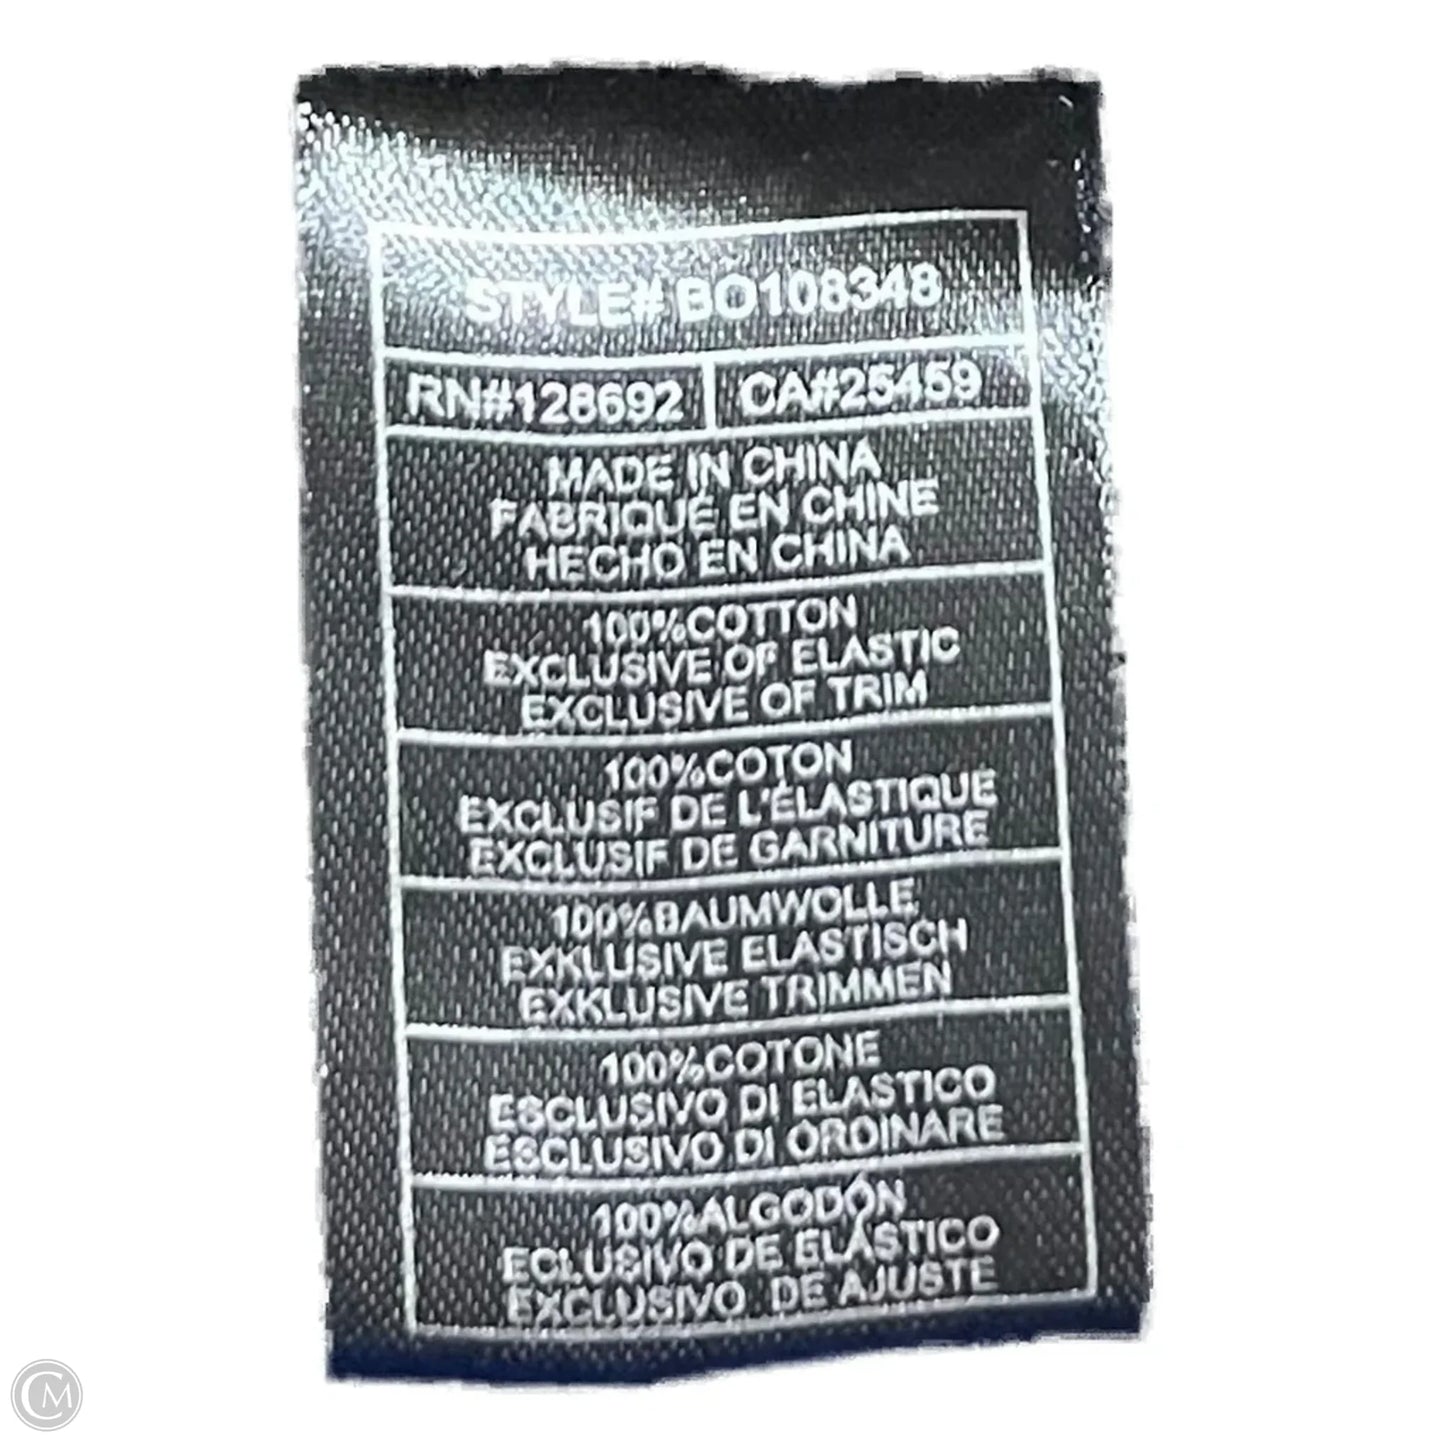 STYLE# BO108348
RN#128692 CA#25459
MADE IN CHINA
FABRIQUÉ EN CHINE
HECHO EN CHINA
100%COTTON
EXCLUSIVE OF ELASTIC
EXCLUSIVE OF TRIM
100%COTON
EXCLUSIF DE L'ÉLASTIQUE
EXCLUSIF DE GARNITURE
100%BAUMWOLLE
EXKLUSIVE ELASTISCH
EXKLUSIVE TRIMMEN
100%COTONE
ESCLUSIVO DI ELASTICO
ESCLUSIVO DI ORDINARE
100%ALGODÓN
ECLUSIVO DE ELÁSTICO
EXCLUSIVO DE AJUSTE
CM